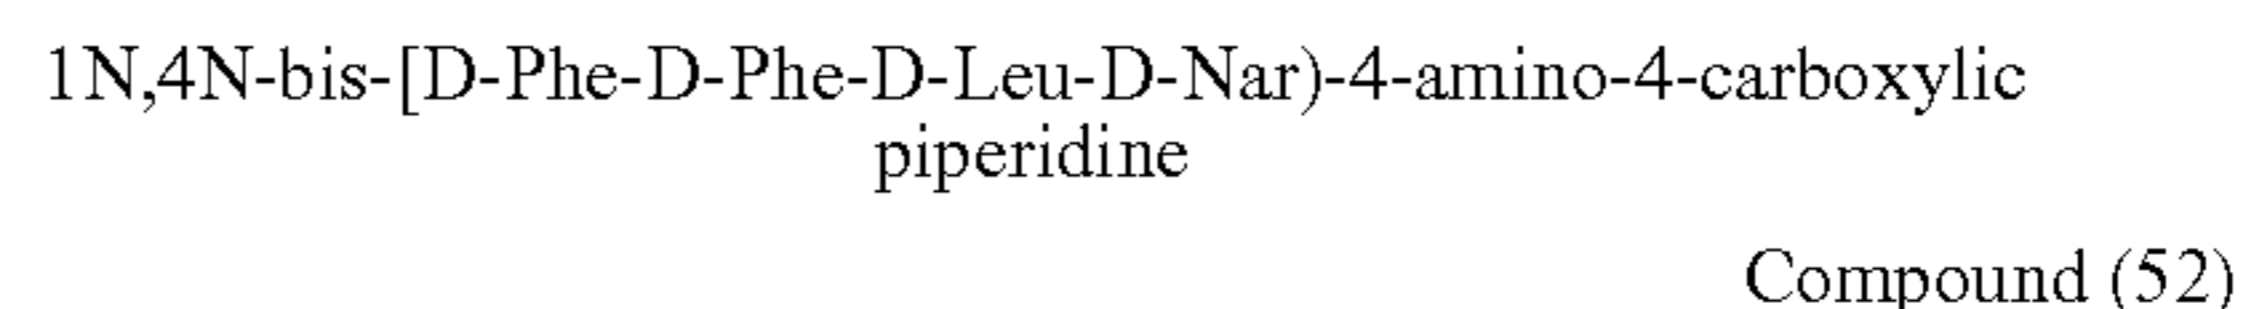 1N,4N-bis-[D-Phe-D-Phe-D-Leu-D-Nar)-4-amino-4-carboxylic
piperidine
Compound (52)